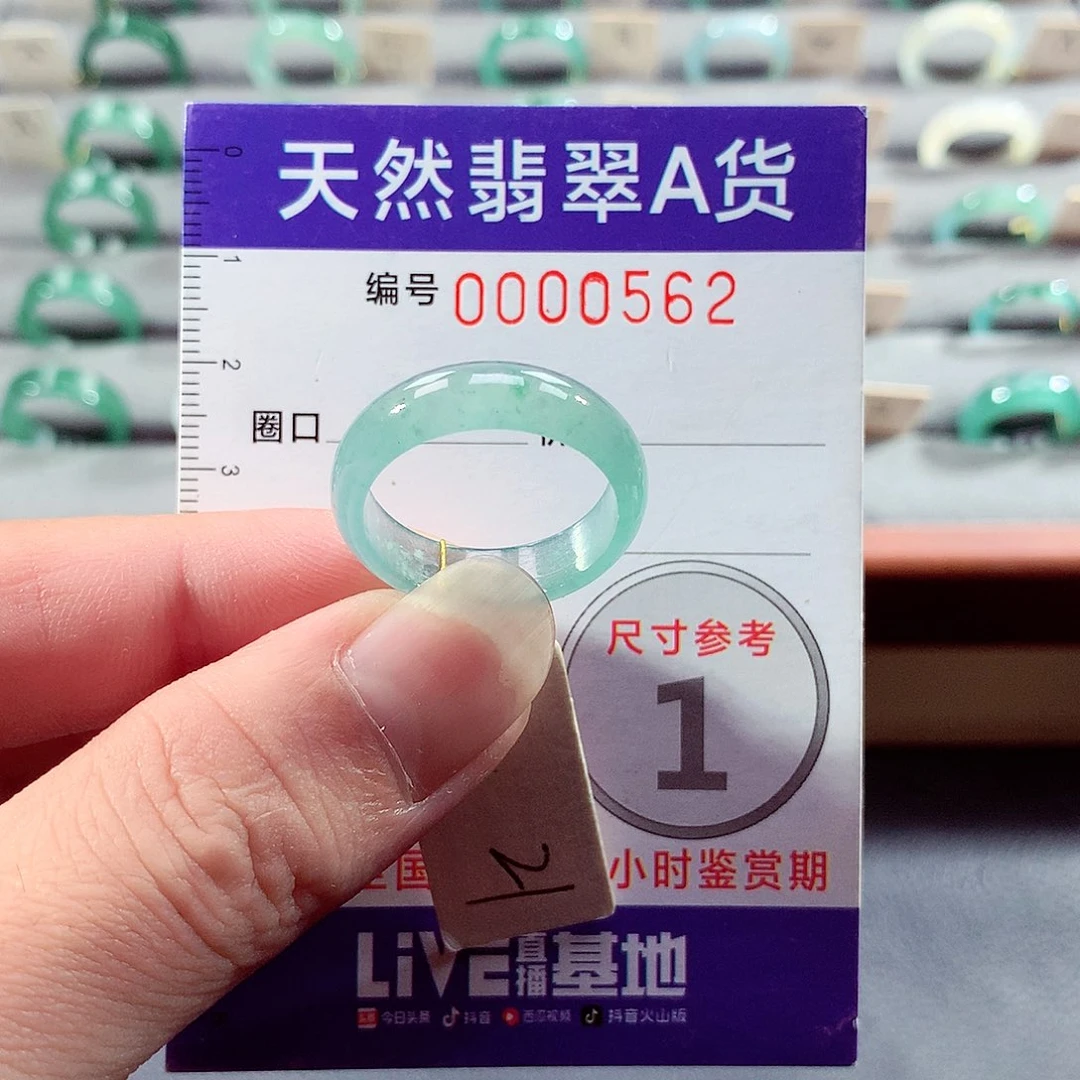 天然翡翠A货
编号 0000562
0
1
2
圈口
3
尺寸参考
1
小时鉴赏期
LiVE直播基地
今日头条 抖音 西瓜视频 抖音火山版